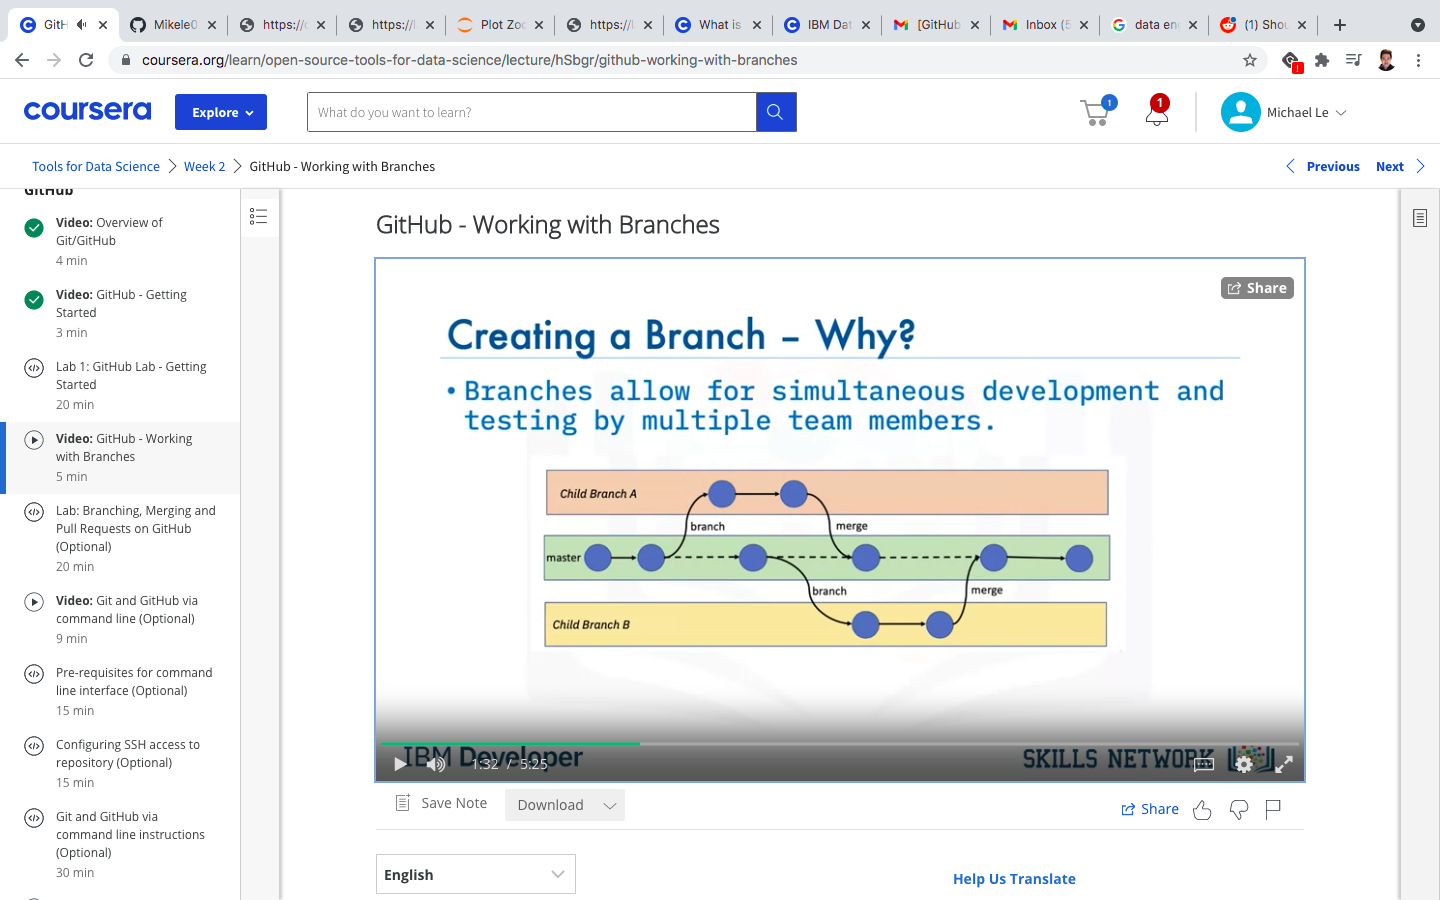 GitH
Mikele0
https://c
https://l
Plot Zoo
https://l
What is
IBM Dat
[GitHub
Inbox (5
data eng
(1) Shou
coursera.org/learn/open-source-tools-for-data-science/lecture/hSbgr/github-working-with-branches
coursera
Explore
What do you want to learn?
1
1
Michael Le
Tools for Data Science
Week 2
GitHub - Working with Branches
Previous
Next
GitHub
Video: Overview of
Git/GitHub
4 min
Video: GitHub - Getting
Started
3 min
Lab 1: GitHub Lab - Getting
Started
20 min
Video: GitHub - Working
with Branches
5 min
Lab: Branching, Merging and
Pull Requests on GitHub
(Optional)
20 min
Video: Git and GitHub via
command line (Optional)
9 min
Pre-requisites for command
line interface (Optional)
15 min
Configuring SSH access to
repository (Optional)
15 min
Git and GitHub via
command line instructions
(Optional)
30 min
GitHub - Working with Branches
Share
Creating a Branch – Why?
• Branches allow for simultaneous development and
testing by multiple team members.
Child Branch A
branch
merge
master
branch
merge
Child Branch B
IBM Developer
SKILLS NETWORK
1:32 / 5:25
Save Note
Download
Share
English
Help Us Translate